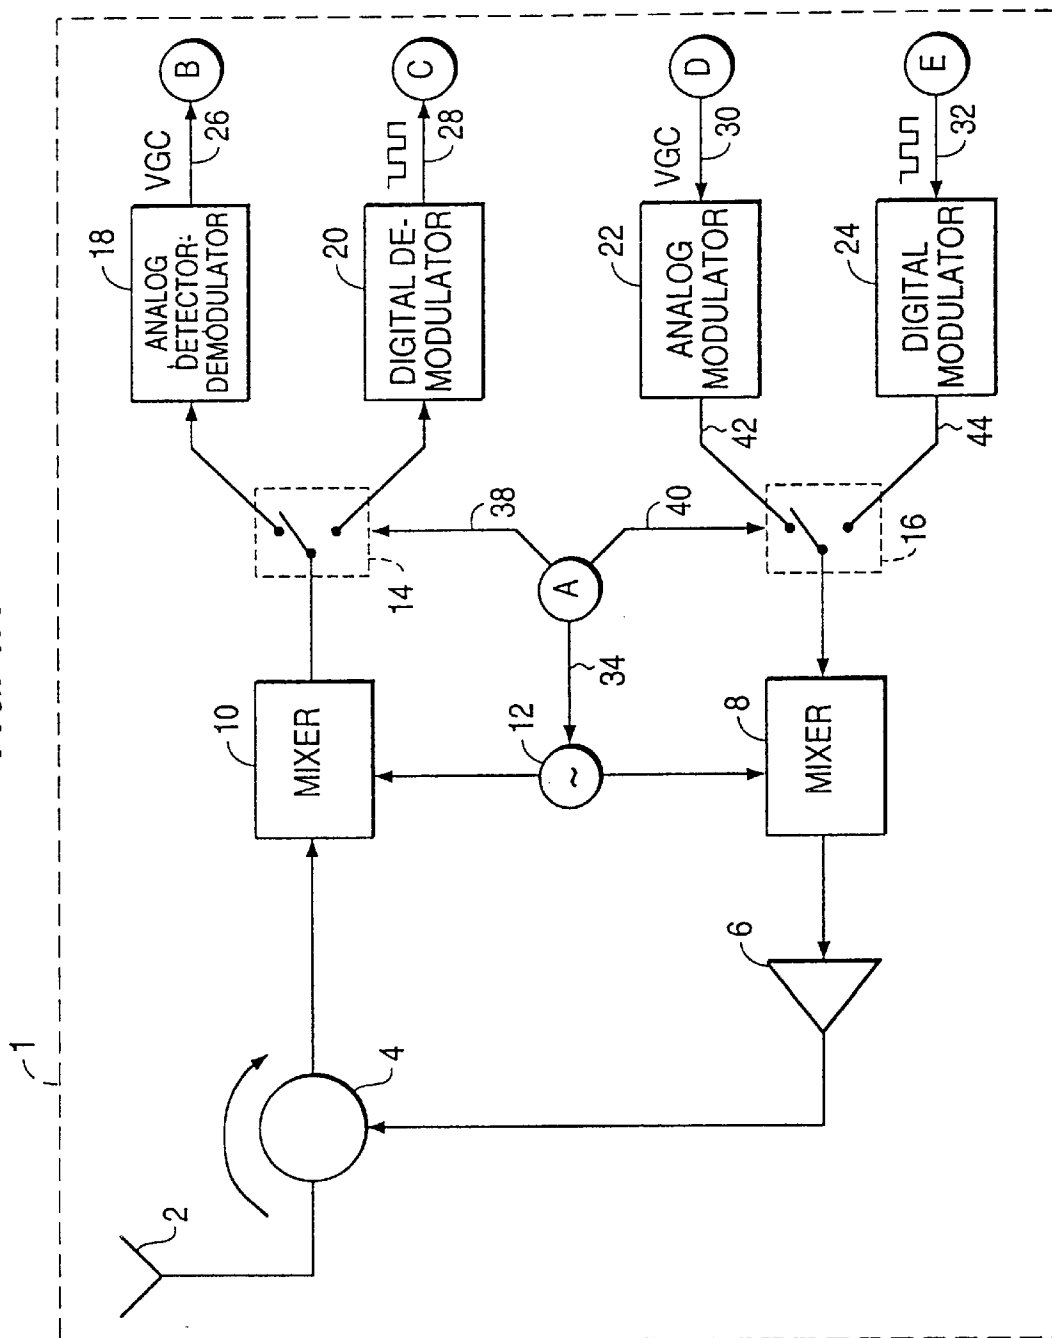 1
2
4
10
MIXER
14
18
ANALOG
DETECTOR-
DEMODULATOR
VGC
26
B
20
DIGITAL DE-
MODULATOR
28
C
12
~
34
A
38
40
6
8
MIXER
16
42
22
ANALOG
MODULATOR
VGC
30
D
44
24
DIGITAL
MODULATOR
32
E